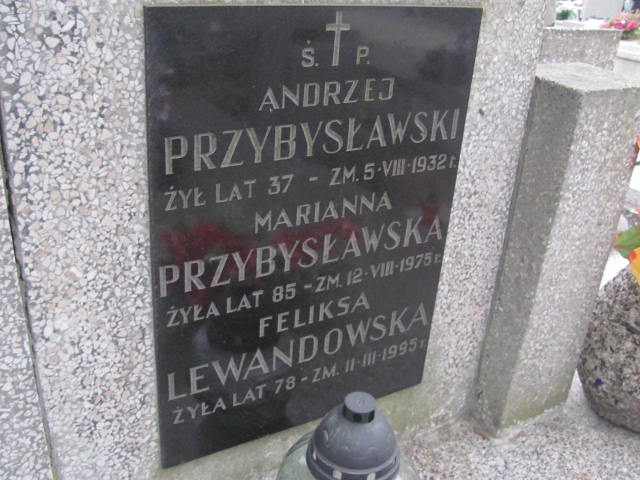 Ś. P.
ANDRZEJ
PRZYBYSŁAWSKI
ŻYŁ LAT 37 - ZM. 5·VIII·1932 r.
MARIANNA
PRZYBYSŁAWSKA
ŻYŁA LAT 85 - ZM. 12·VIII·1975 r.
FELIKSA
LEWANDOWSKA
ŻYŁA LAT 78 - ZM. 11·III·1995 r.